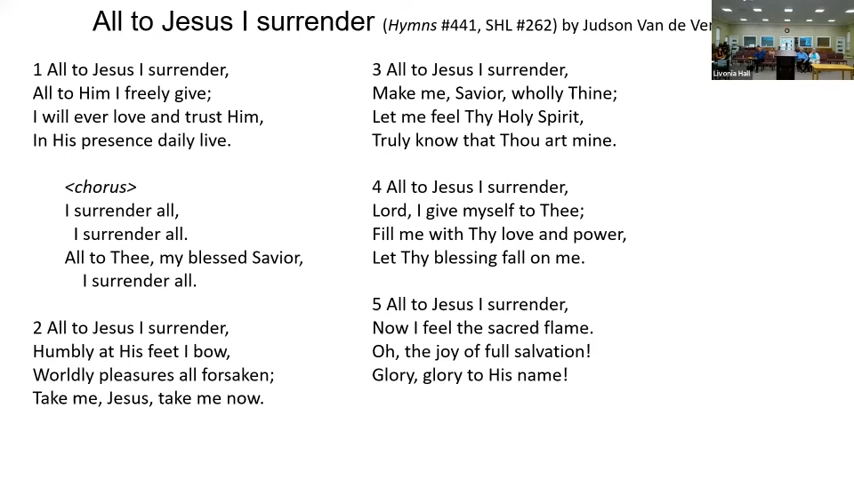 All to Jesus I surrender (Hymns #441, SHL #262) by Judson Van de
Livonia Hall
1 All to Jesus I surrender,
All to Him I freely give;
I will ever love and trust Him,
In His presence daily live.
<chorus>
I surrender all,
I surrender all.
All to Thee, my blessed Savior,
I surrender all.
2 All to Jesus I surrender,
Humbly at His feet I bow,
Worldly pleasures all forsaken;
Take me, Jesus, take me now.
3 All to Jesus I surrender,
Make me, Savior, wholly Thine;
Let me feel Thy Holy Spirit,
Truly know that Thou art mine.
4 All to Jesus I surrender,
Lord, I give myself to Thee;
Fill me with Thy love and power,
Let Thy blessing fall on me.
5 All to Jesus I surrender,
Now I feel the sacred flame.
Oh, the joy of full salvation!
Glory, glory to His name!